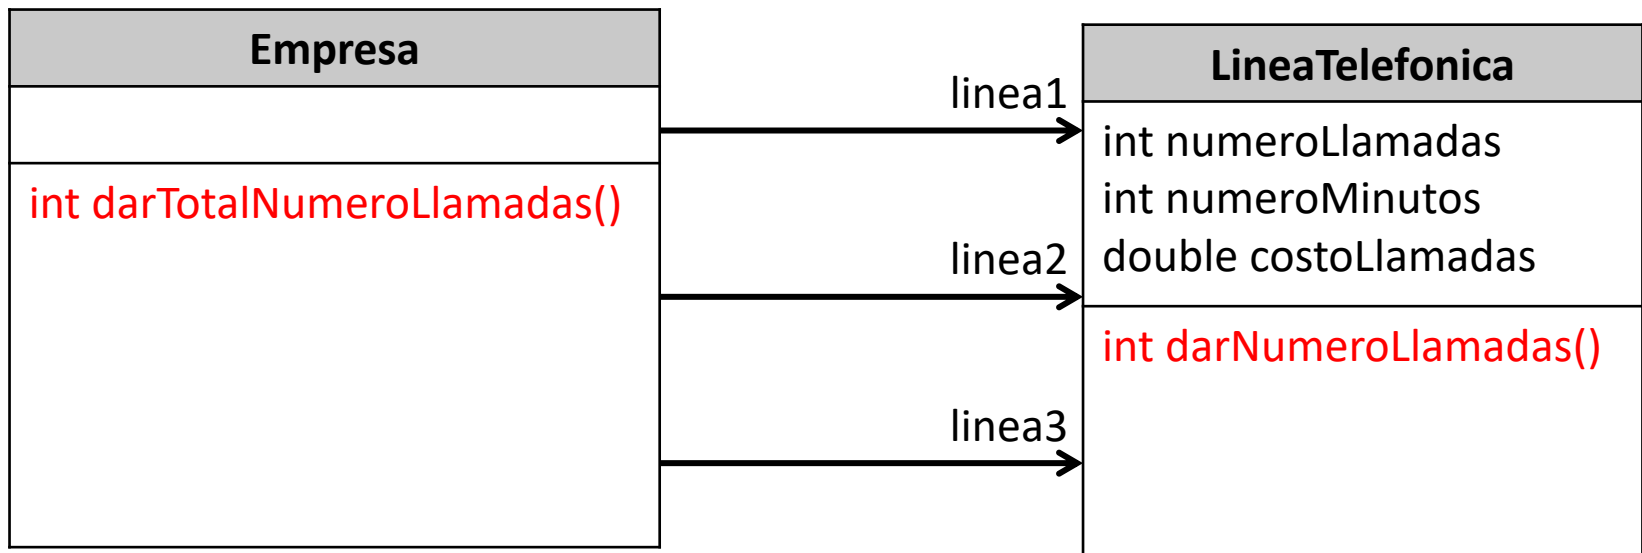 Empresa
int darTotalNumeroLlamadas()
linea1
linea2
linea3
LineaTelefonica
int numeroLlamadas
int numeroMinutos
double costoLlamadas
int darNumeroLlamadas()